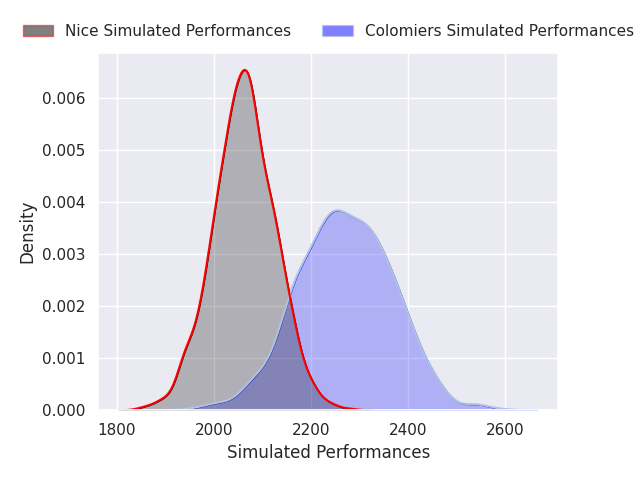 Nice Simulated Performances
Colomiers Simulated Performances
0.006
0.005
0.004
0.003
0.002
0.001
0.000
Density
1800 2000 2200 2400 2600
Simulated Performances